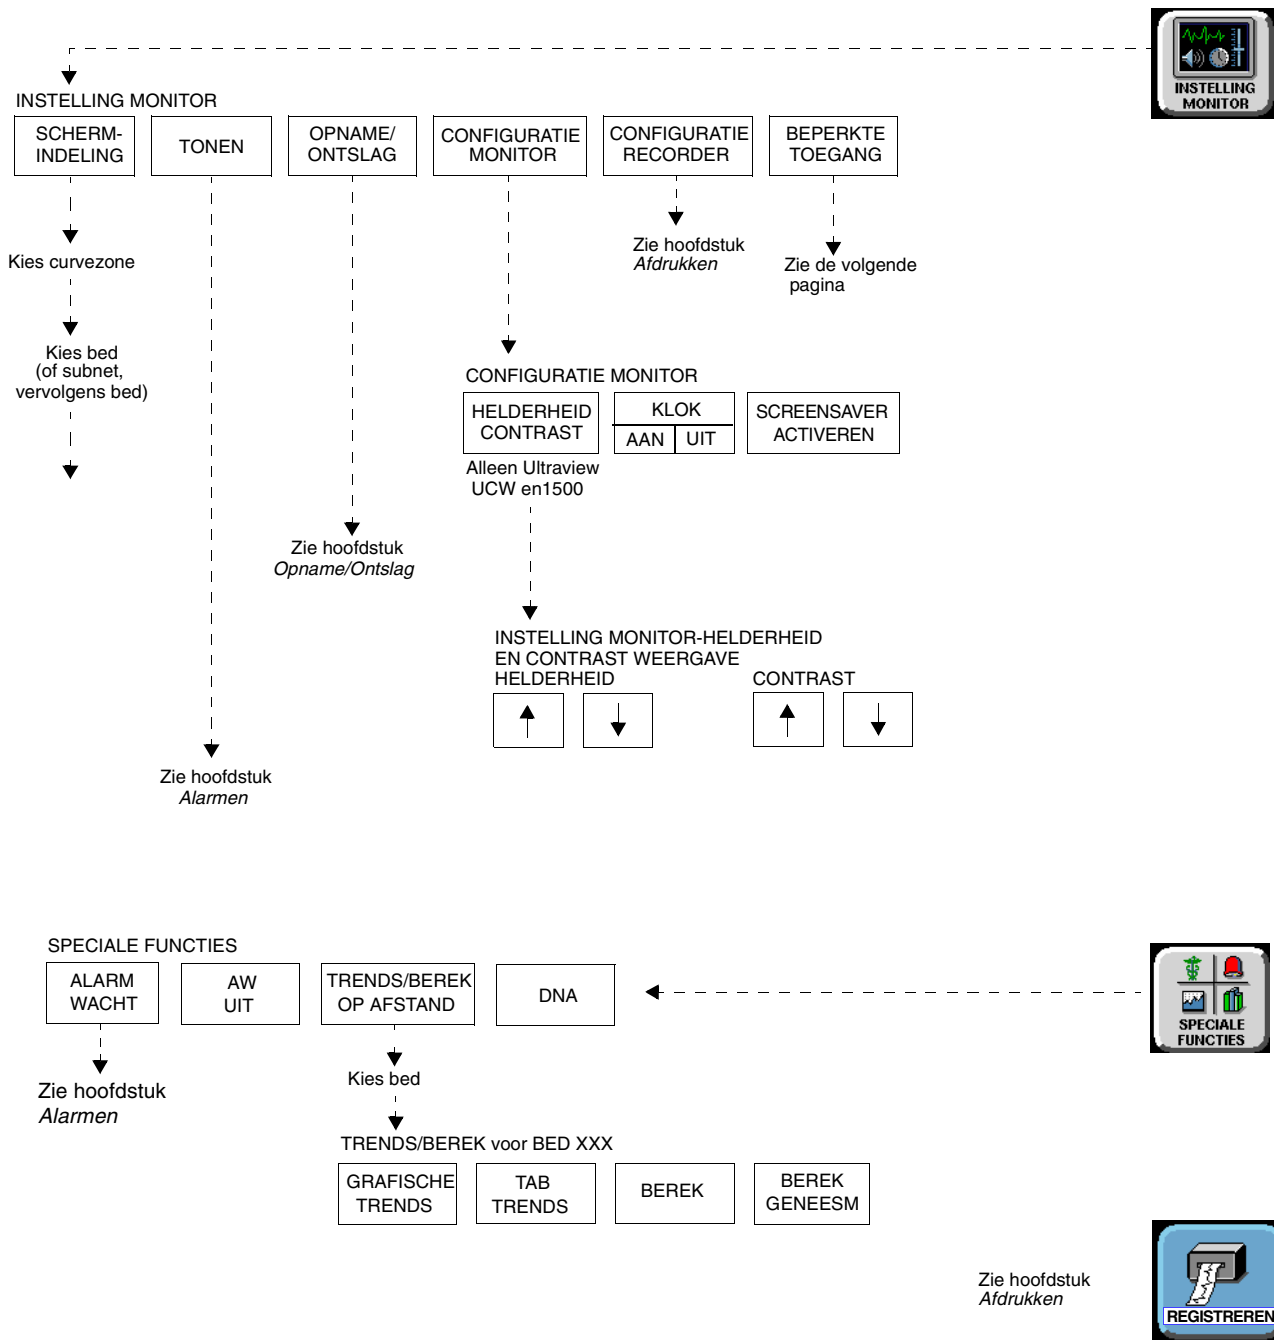 INSTELLING
MONITOR
INSTELLING MONITOR
SCHERM-
INDELING
TONEN
OPNAME/
ONTSLAG
CONFIGURATIE
MONITOR
CONFIGURATIE
RECORDER
BEPERKTE
TOEGANG
Kies curvezone
Kies bed
(of subnet,
vervolgens bed)
Zie hoofdstuk
Afdrukken
Zie de volgende
pagina
CONFIGURATIE MONITOR
HELDERHEID
CONTRAST
KLOK
AAN
UIT
SCREENSAVER
ACTIVEREN
Alleen Ultraview
UCW en1500
Zie hoofdstuk
Opname/Ontslag
INSTELLING MONITOR-HELDERHEID
EN CONTRAST WEERGAVE
HELDERHEID
CONTRAST
Zie hoofdstuk
Alarmen
SPECIALE FUNCTIES
ALARM
WACHT
AW
UIT
TRENDS/BEREK
OP AFSTAND
DNA
SPECIALE
FUNCTIES
Zie hoofdstuk
Alarmen
Kies bed
TRENDS/BEREK voor BED XXX
GRAFISCHE
TRENDS
TAB
TRENDS
BEREK
BEREK
GENEESM
Zie hoofdstuk
Afdrukken
REGISTREREN